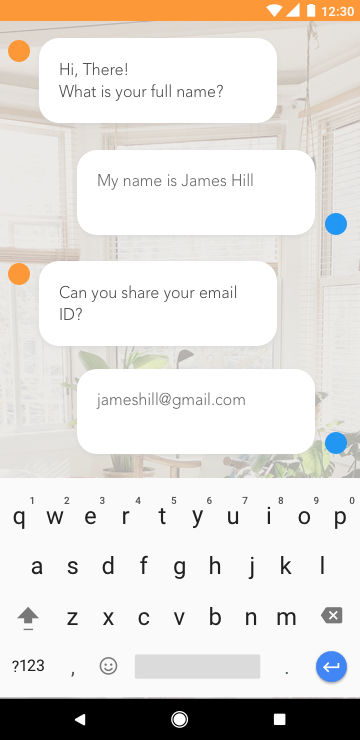 12:30
Hi, There!
What is your full name?
My name is James Hill
Can you share your email
ID?
jameshill@gmail.com
1 2 3 4 5 6 7 8 9 0
q w e r t y u i o p
a s d f g h j k l
z x c v b n m
?123 , .